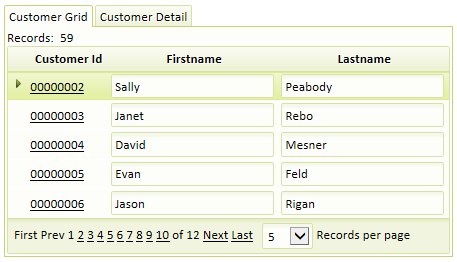 Customer Grid Customer Detail
Records: 59
Customer Id Firstname Lastname
00000002 Sally Peabody
00000003 Janet Rebo
00000004 David Mesner
00000005 Evan Feld
00000006 Jason Rigan
First Prev 1 2 3 4 5 6 7 8 9 10 of 12 Next Last 5 Records per page